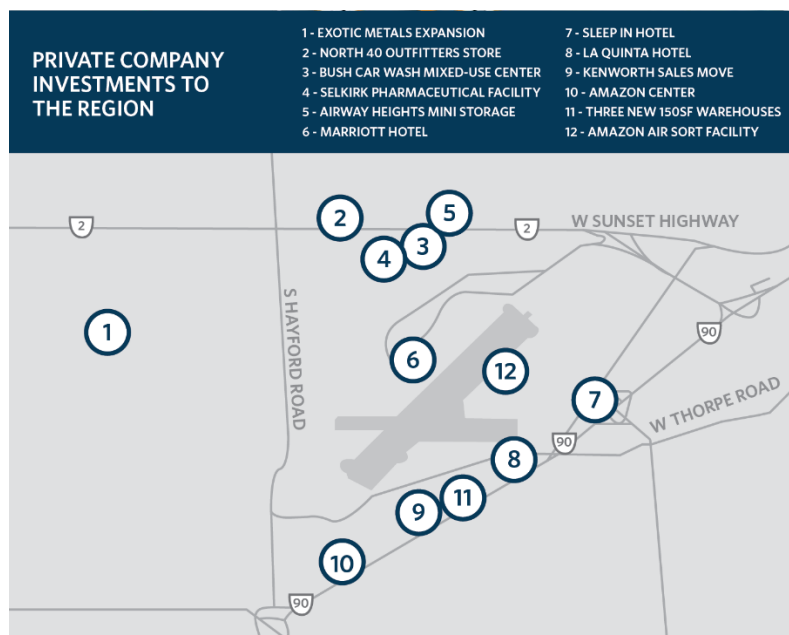 PRIVATE COMPANY
INVESTMENTS TO
THE REGION
1 - EXOTIC METALS EXPANSION
2 - NORTH 40 OUTFITTERS STORE
3 - BUSH CAR WASH MIXED-USE CENTER
4 - SELKIRK PHARMACEUTICAL FACILITY
5 - AIRWAY HEIGHTS MINI STORAGE
6 - MARRIOTT HOTEL
7 - SLEEP IN HOTEL
8 - LA QUINTA HOTEL
9 - KENWORTH SALES MOVE
10 - AMAZON CENTER
11 - THREE NEW 150SF WAREHOUSES
12 - AMAZON AIR SORT FACILITY
2
2
5
W SUNSET HIGHWAY
2
3
4
S HAYFORD ROAD
1
90
6
12
7
W THORPE ROAD
90
8
11
9
10
90